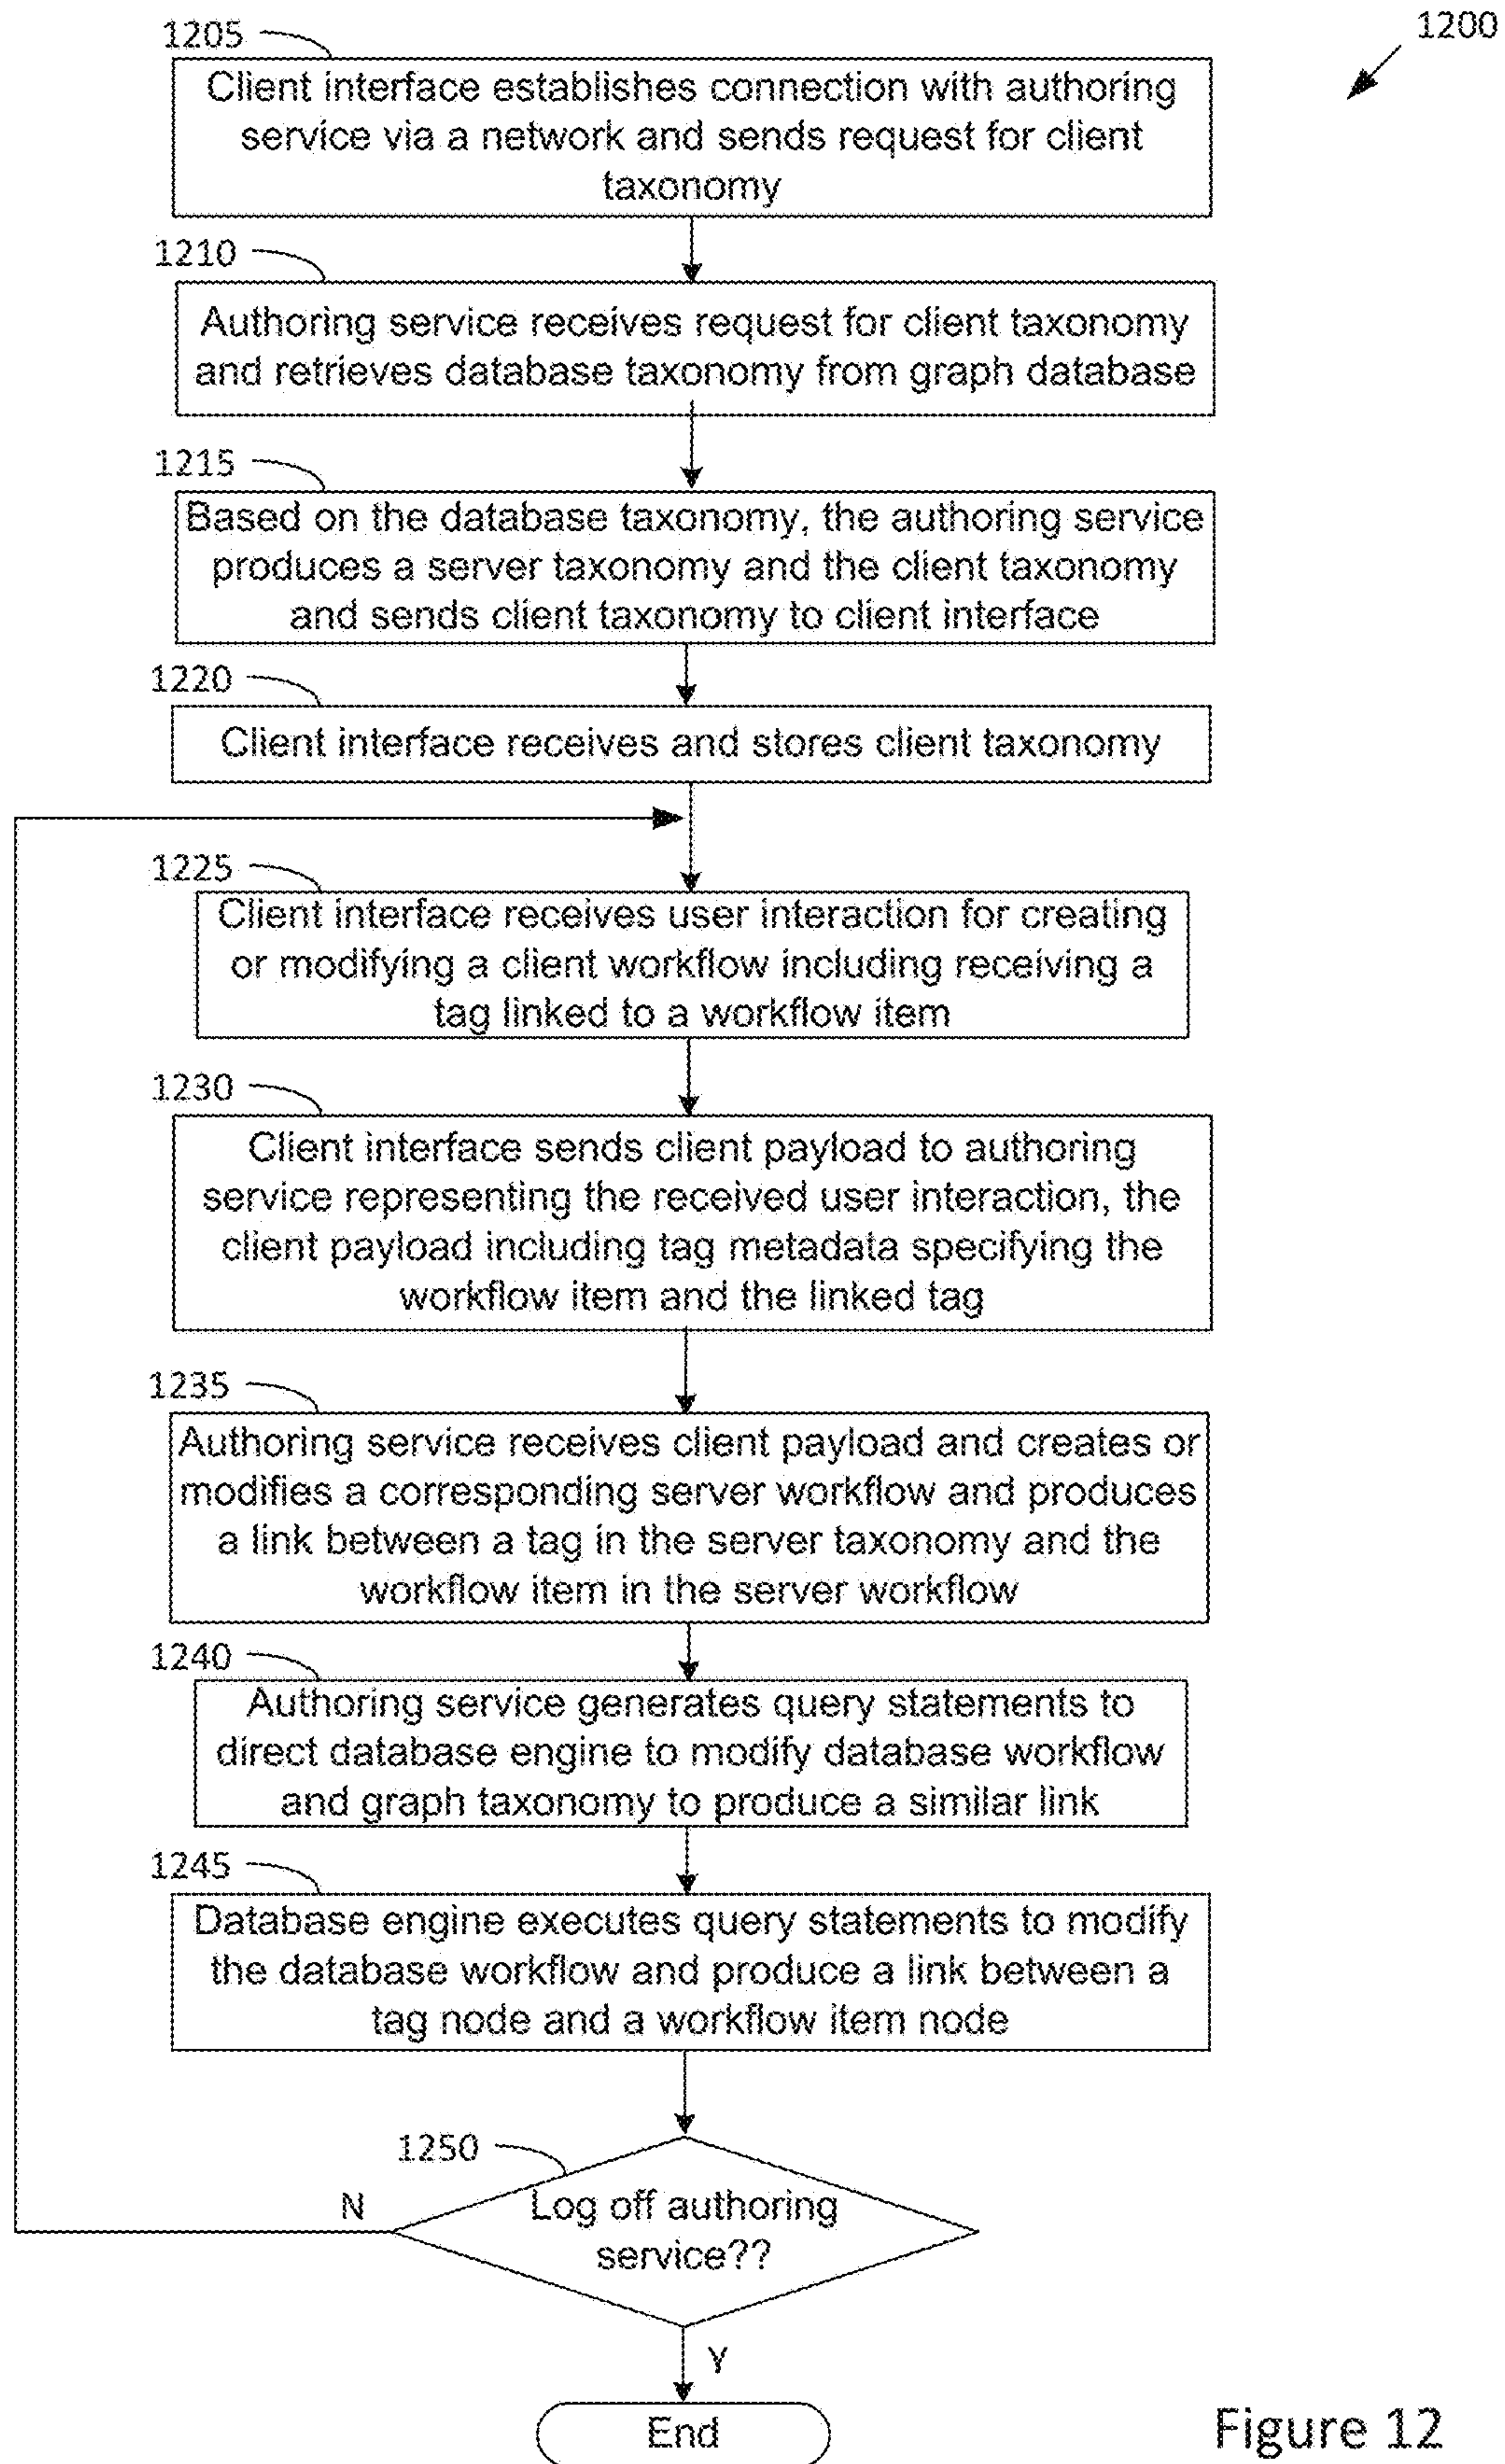 1200
1205
Client interface establishes connection with authoring
service via a network and sends request for client
taxonomy
1210
Authoring service receives request for client taxonomy
and retrieves database taxonomy from graph database
1215
Based on the database taxonomy, the authoring service
produces a server taxonomy and the client taxonomy
and sends client taxonomy to client interface
1220
Client interface receives and stores client taxonomy
1225
Client interface receives user interaction for creating
or modifying a client workflow including receiving a
tag linked to a workflow item
1230
Client interface sends client payload to authoring
service representing the received user interaction, the
client payload including tag metadata specifying the
workflow item and the linked tag
1235
Authoring service receives client payload and creates or
modifies a corresponding server workflow and produces
a link between a tag in the server taxonomy and the
workflow item in the server workflow
1240
Authoring service generates query statements to
direct database engine to modify database workflow
and graph taxonomy to produce a similar link
1245
Database engine executes query statements to modify
the database workflow and produce a link between a
tag node and a workflow item node
1250
Log off authoring
service??
N
Y
End
Figure 12